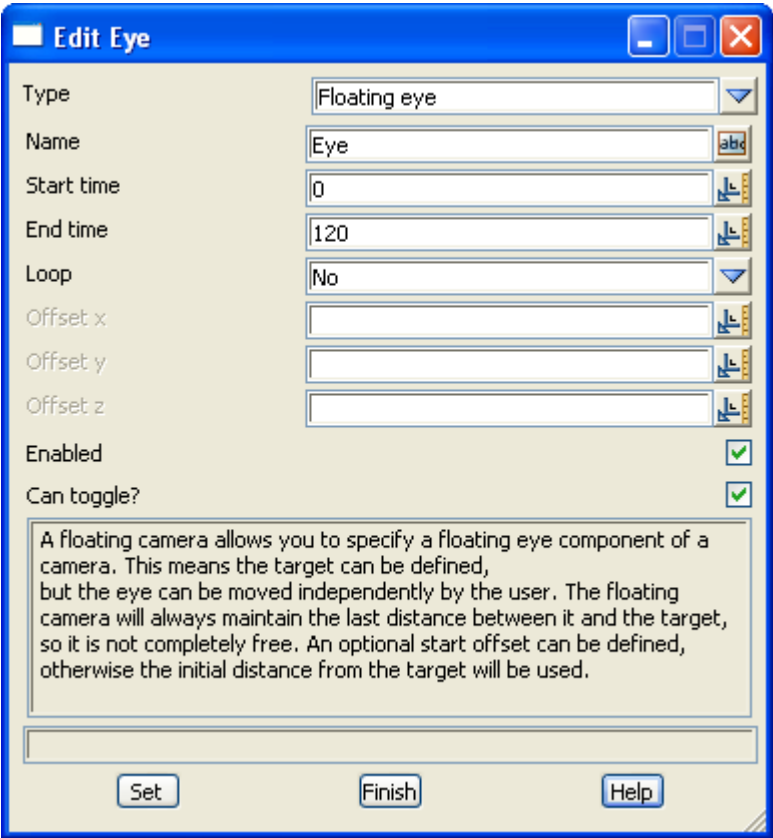 Edit Eye
Type Floating eye
Name Eye abc
Start time 0
End time 120
Loop No
Offset x
Offset y
Offset z
Enabled
Can toggle?
A floating camera allows you to specify a floating eye component of a
camera. This means the target can be defined,
but the eye can be moved independently by the user. The floating
camera will always maintain the last distance between it and the target,
so it is not completely free. An optional start offset can be defined,
otherwise the initial distance from the target will be used.
Set Finish Help